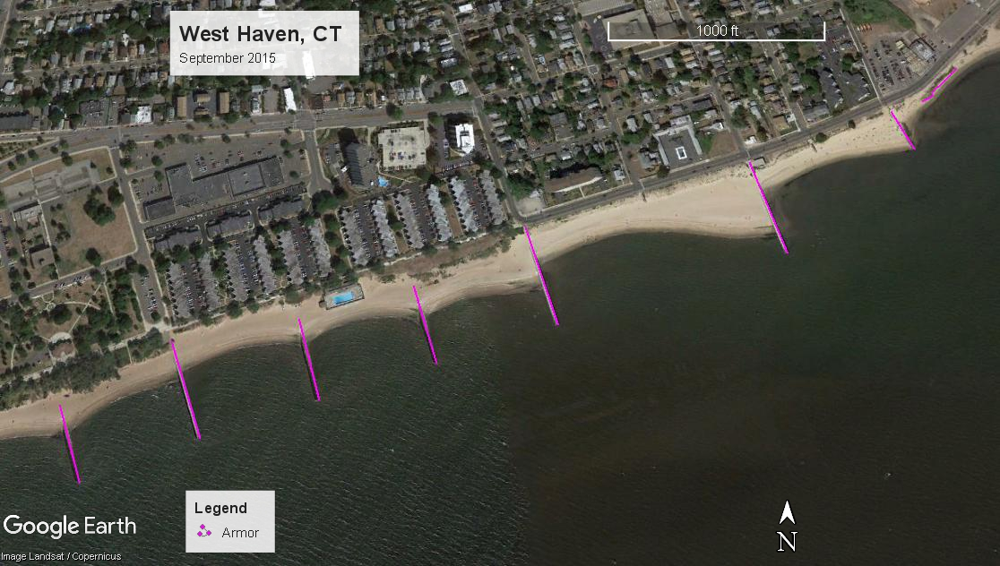 West Haven, CT
September 2015
1000 ft
Legend
Armor
Google Earth
Image Landsat / Copernicus
N